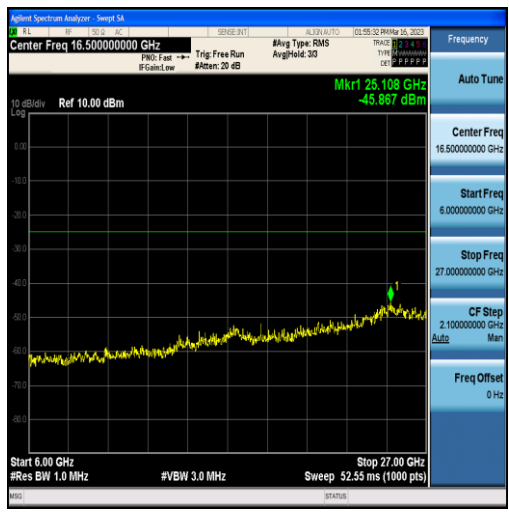 Agilent Spectrum Analyzer - Swept SA
RL RF 50 Ω AC SENSE:INT ALIGN AUTO 01:55:32 PM Mar 16, 2023
Center Freq 16.500000000 GHz
PNO: Fast
IFGain:Low
Trig: Free Run
#Atten: 20 dB
#Avg Type: RMS
Avg|Hold: 3/3
TRACE 1 2 3 4 5 6
TYPE
DET P P P P P P
Mkr1 25.108 GHz
-45.867 dBm
10 dB/div Ref 10.00 dBm
Log
0.00
-10.0
-20.0
-30.0
-40.0
-50.0
-60.0
-70.0
-80.0
1
Start 6.00 GHz
Stop 27.00 GHz
#Res BW 1.0 MHz
#VBW 3.0 MHz
Sweep 52.55 ms (1000 pts)
MSG
STATUS
Frequency
Auto Tune
Center Freq
16.500000000 GHz
Start Freq
6.000000000 GHz
Stop Freq
27.000000000 GHz
CF Step
2.100000000 GHz
Auto Man
Freq Offset
0 Hz